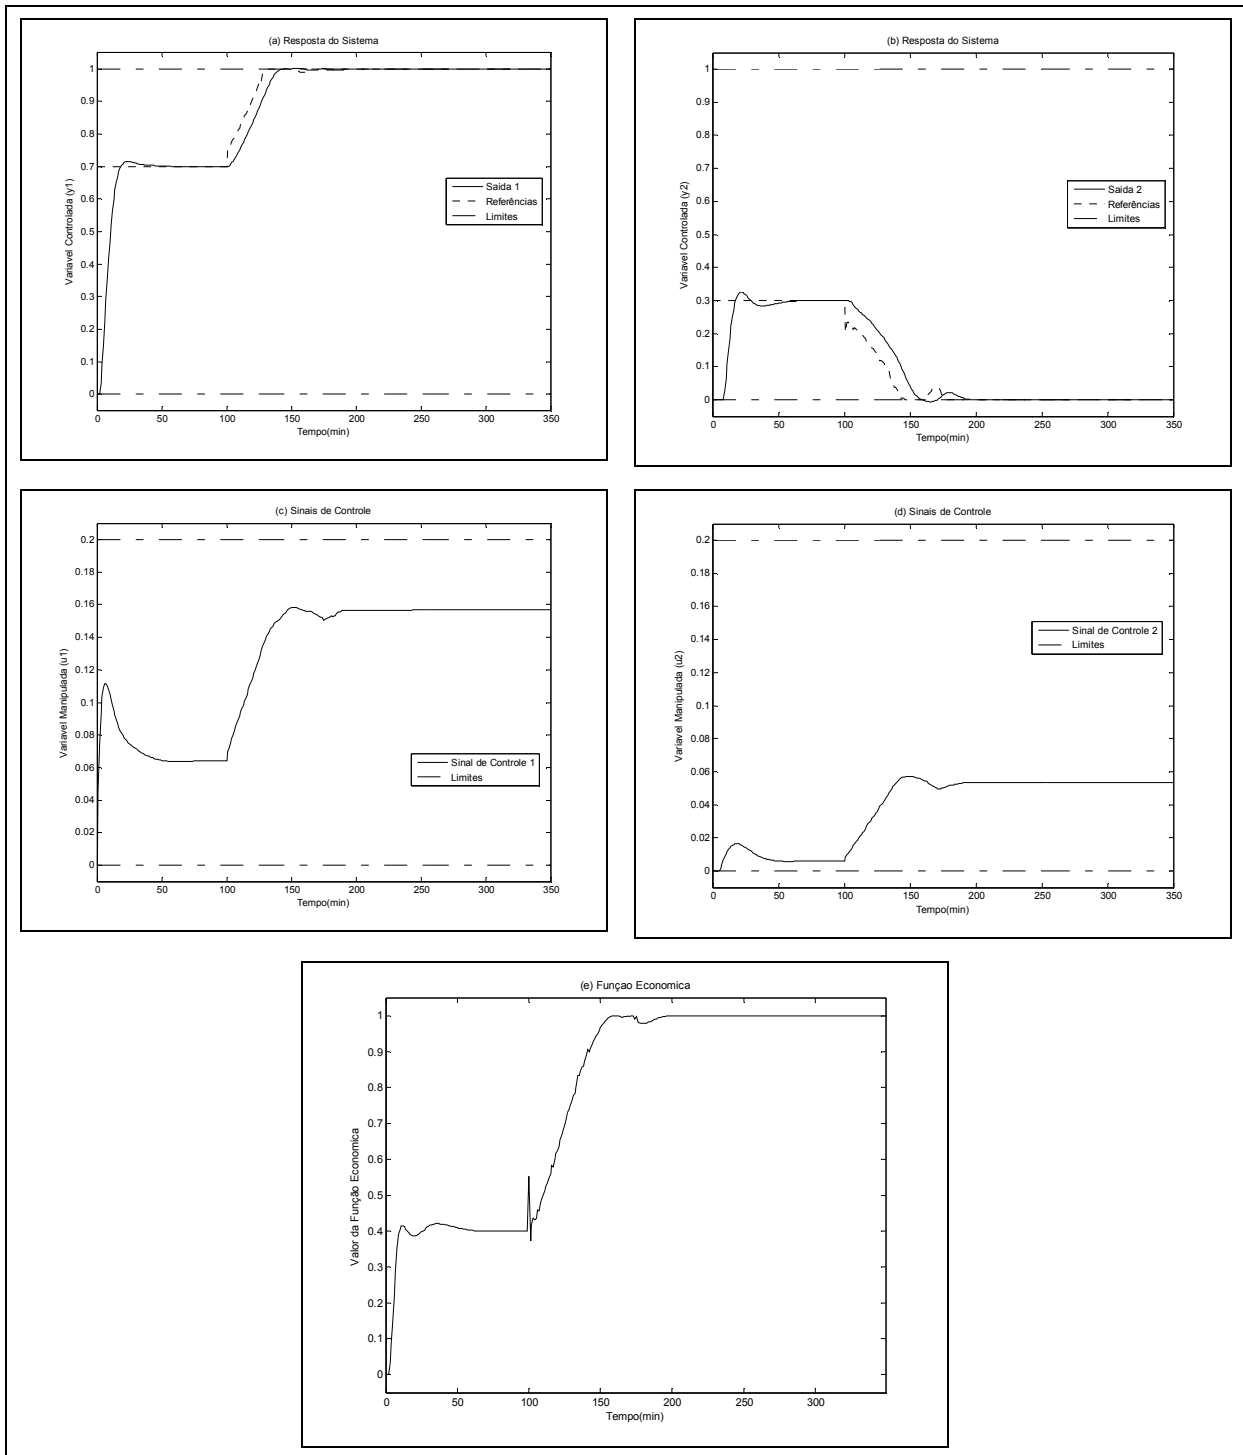 (a) Resposta do Sistema
Variavel Controlada (y1)
1
0.9
0.8
0.7
0.6
0.5
0.4
0.3
0.2
0.1
0
Saida 1
Referências
Limites
0 50 100 150 200 250 300 350
Tempo(min)
(b) Resposta do Sistema
Variavel Controlada (y2)
1
0.9
0.8
0.7
0.6
0.5
0.4
0.3
0.2
0.1
0
Saida 2
Referências
Limites
0 50 100 150 200 250 300 350
Tempo(min)
(c) Sinais de Controle
Variavel Manipulada (u1)
0.2
0.18
0.16
0.14
0.12
0.1
0.08
0.06
0.04
0.02
0
Sinal de Controle 1
Limites
0 50 100 150 200 250 300 350
Tempo(min)
(d) Sinais de Controle
Variavel Manipulada (u2)
0.2
0.18
0.16
0.14
0.12
0.1
0.08
0.06
0.04
0.02
0
Sinal de Controle 2
Limites
0 50 100 150 200 250 300 350
Tempo(min)
(e) Funçao Economica
Valor da Função Economica
1
0.9
0.8
0.7
0.6
0.5
0.4
0.3
0.2
0.1
0
0 50 100 150 200 250 300
Tempo(min)